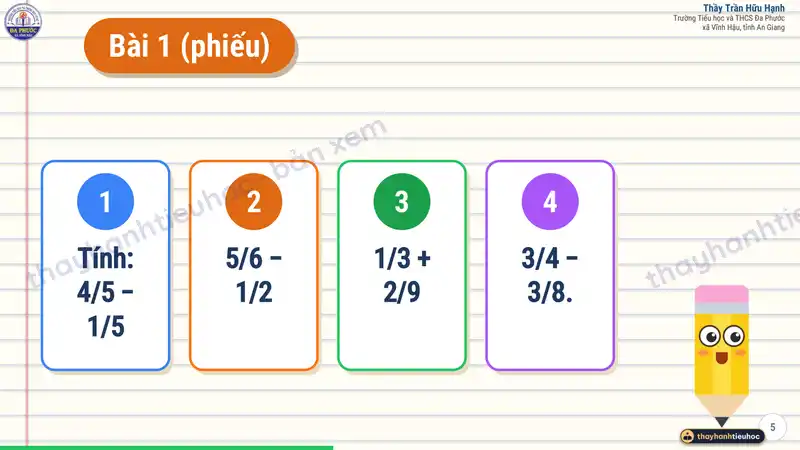 Thầy Trần Hữu Hạnh
Trường Tiểu học và THCS Đa Phước
xã Vĩnh Hậu, tỉnh An Giang
ĐA PHƯỚC
Bài 1 (phiếu)
1
Tính:
4/5 −
1/5
2
5/6 −
1/2
3
1/3 +
2/9
4
3/4 −
3/8.
thayhanhtieuhoc bản xem
thayhanhtieuhoc
5